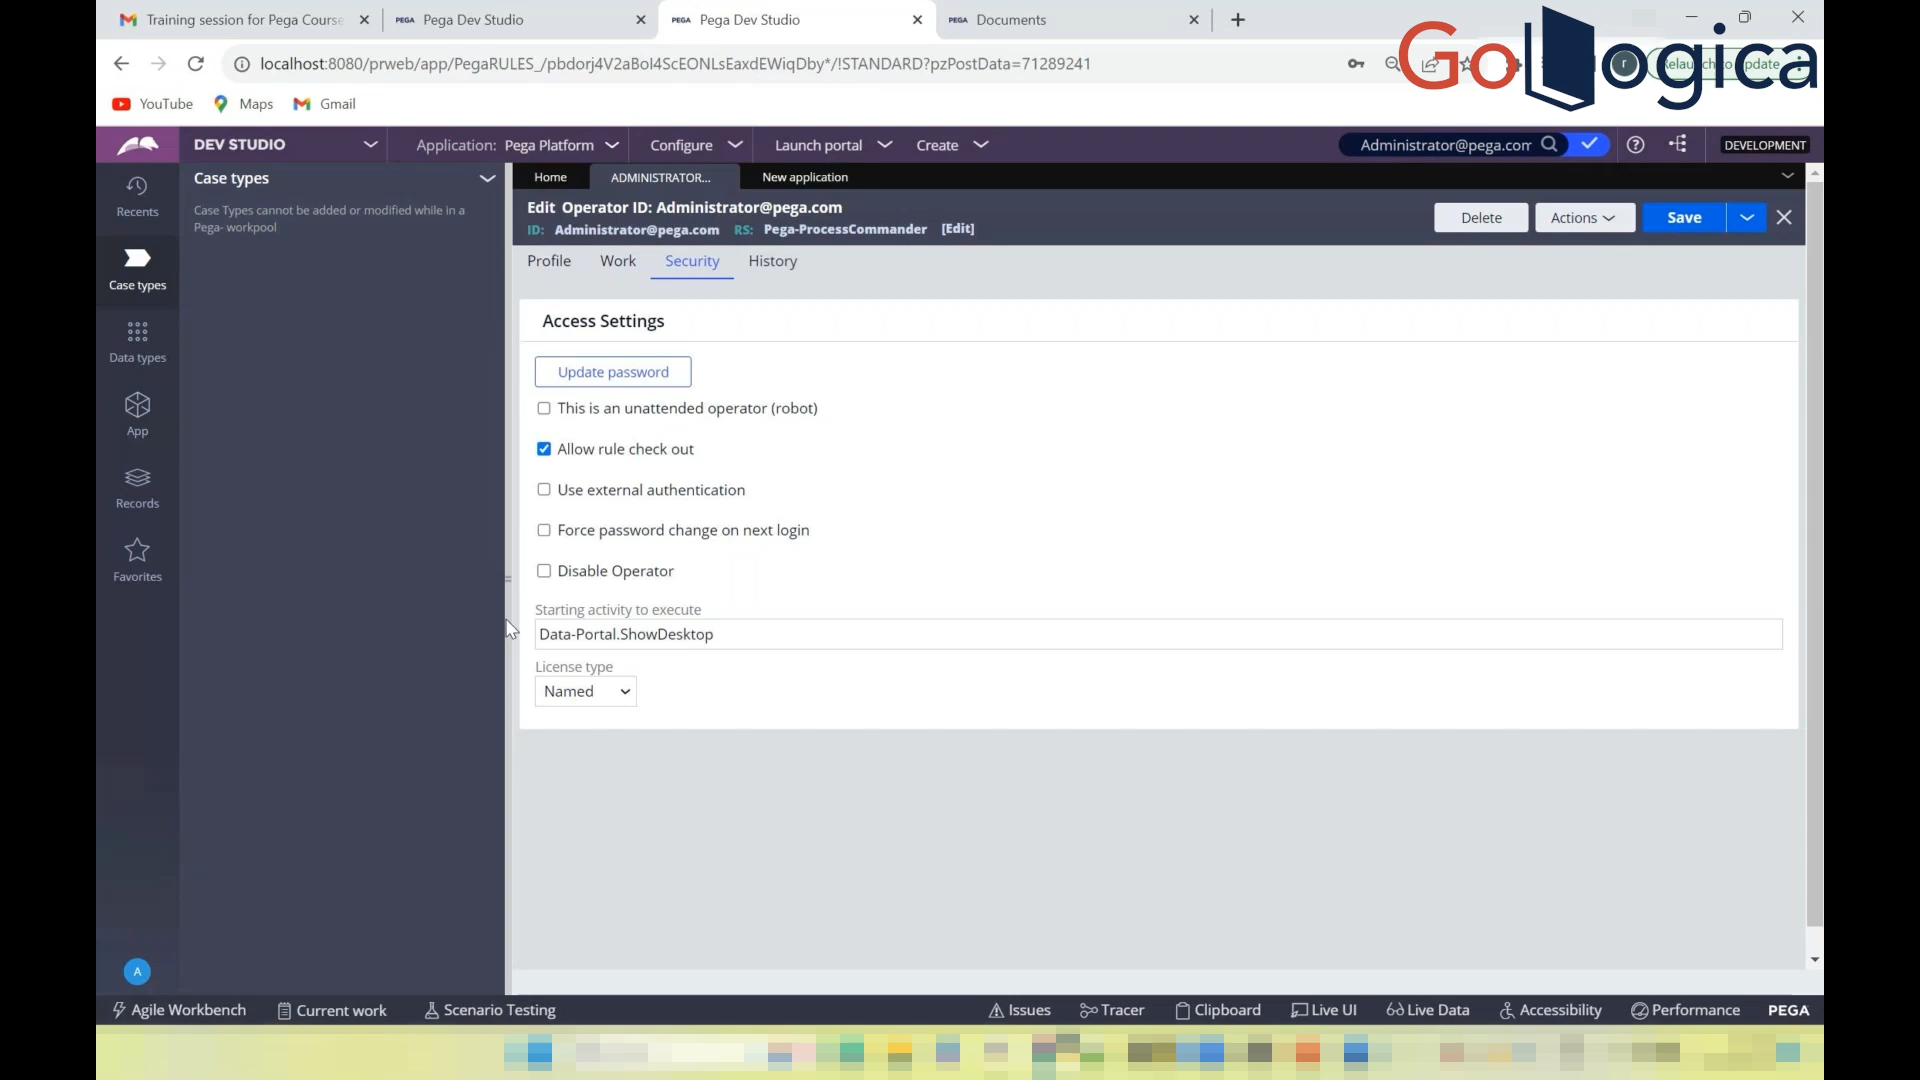 Training session for Pega Course
PEGA Pega Dev Studio
PEGA Pega Dev Studio
PEGA Documents
GoLogica
localhost:8080/prweb/app/PegaRULES_/pbdorj4V2aBoI4ScEONLsEaxdEWiqDby*/!STANDARD?pzPostData=71289241
YouTube
Maps
Gmail
DEV STUDIO
Application: Pega Platform
Configure
Launch portal
Create
Administrator@pega.com
DEVELOPMENT
Recents
Case types
Data types
App
Records
Favorites
A
Case types
Case Types cannot be added or modified while in a
Pega- workpool
Home
ADMINISTRATOR...
New application
Edit Operator ID: Administrator@pega.com
ID: Administrator@pega.com RS: Pega-ProcessCommander [Edit]
Delete
Actions
Save
Profile
Work
Security
History
Access Settings
Update password
This is an unattended operator (robot)
Allow rule check out
Use external authentication
Force password change on next login
Disable Operator
Starting activity to execute
Data-Portal.ShowDesktop
License type
Named
Agile Workbench
Current work
Scenario Testing
Issues
Tracer
Clipboard
Live UI
Live Data
Accessibility
Performance
PEGA